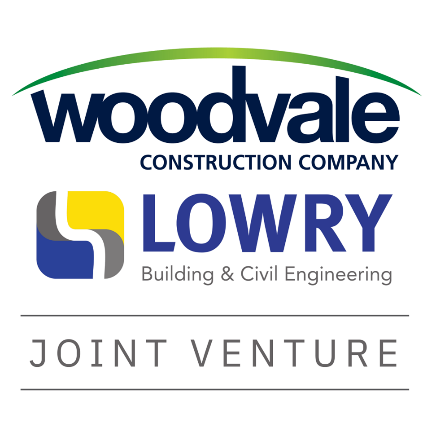 woodvale
CONSTRUCTION COMPANY
LOWRY
Building & Civil Engineering
JOINT VENTURE